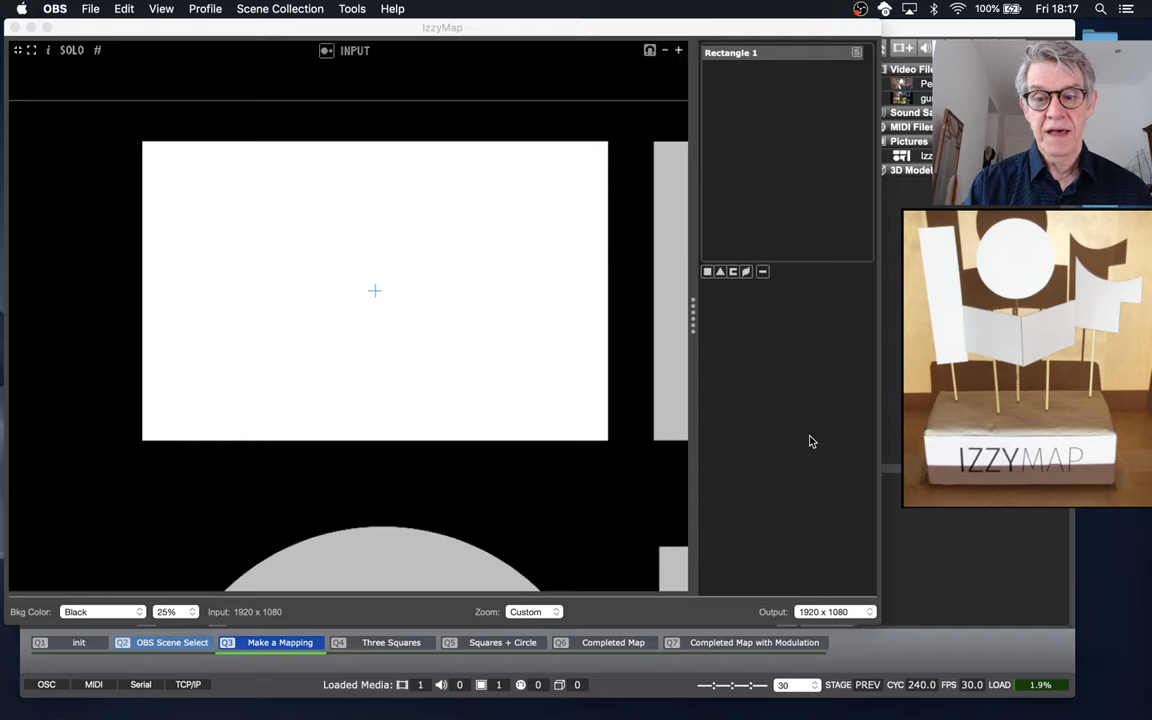 OBS File Edit View Profile Scene Collection Tools Help 100% Fri 18:17
IzzyMap
i SOLO # INPUT
Rectangle 1 S
Video File
Pe
gu
Sound Sa
MIDI Files
Pictures
Izz
3D Model
IZZYMAP
Bkg Color: Black 25% Input: 1920 x 1080 Zoom: Custom Output: 1920 x 1080
Q1 init Q2 OBS Scene Select Q3 Make a Mapping Q4 Three Squares Q5 Squares + Circle Q6 Completed Map Q7 Completed Map with Modulation
OSC MIDI Serial TCP/IP Loaded Media: 1 0 1 0 0 30 STAGE PREV CYC 240.0 FPS 30.0 LOAD 1.9%